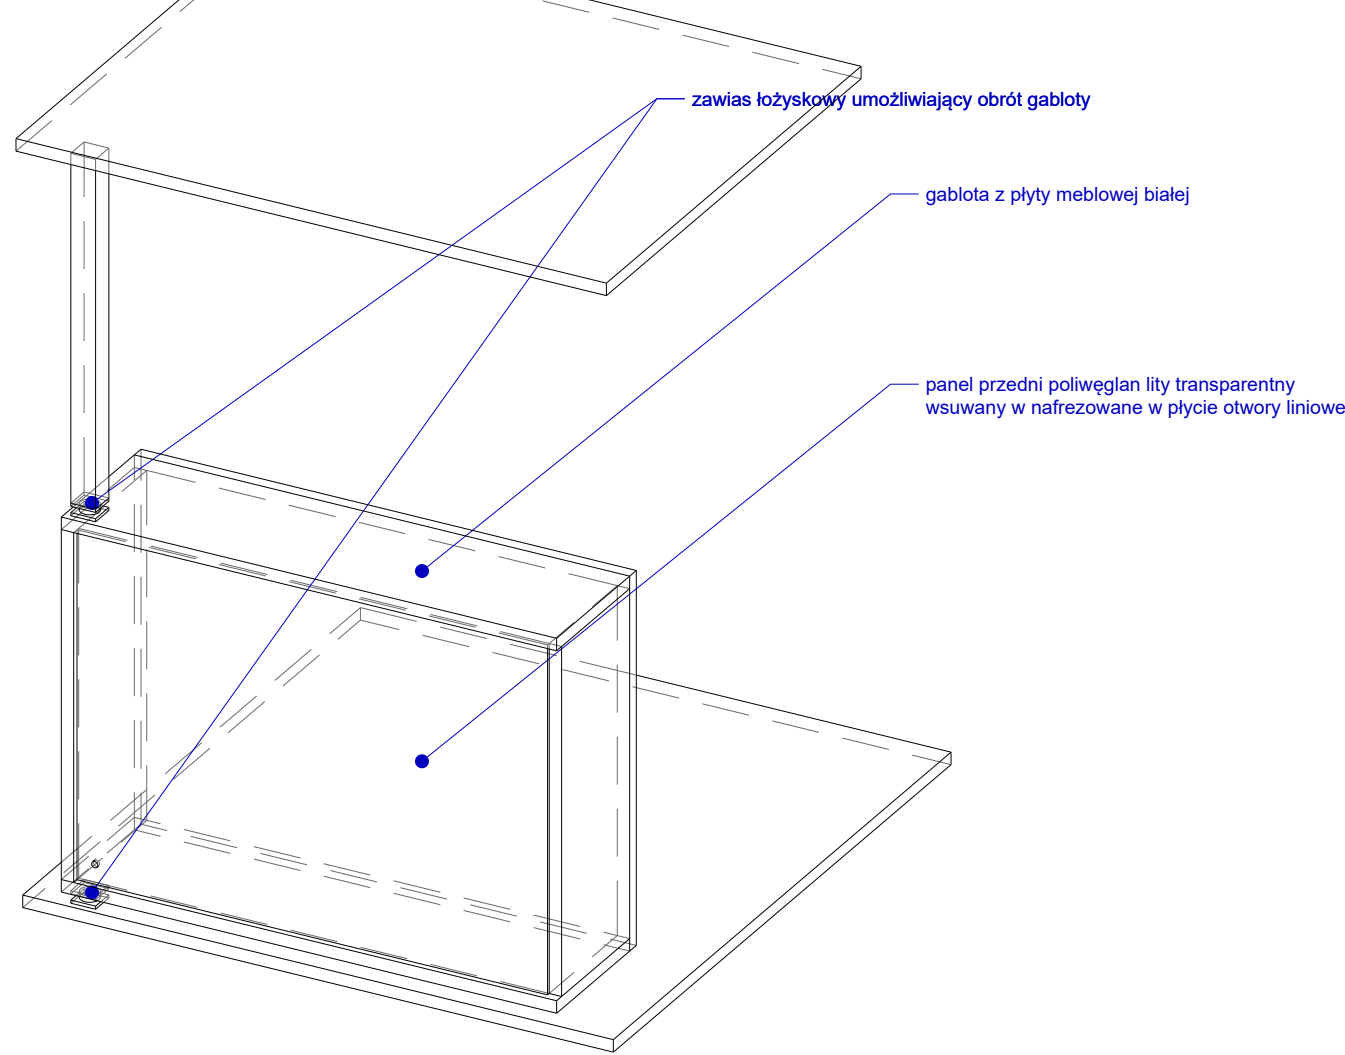 zawias łożyskowy umożliwiający obrót gabloty
gablota z płyty meblowej białej
panel przedni poliwęglan lity transparentny
wsuwany w nafrezowane w płycie otwory liniowe